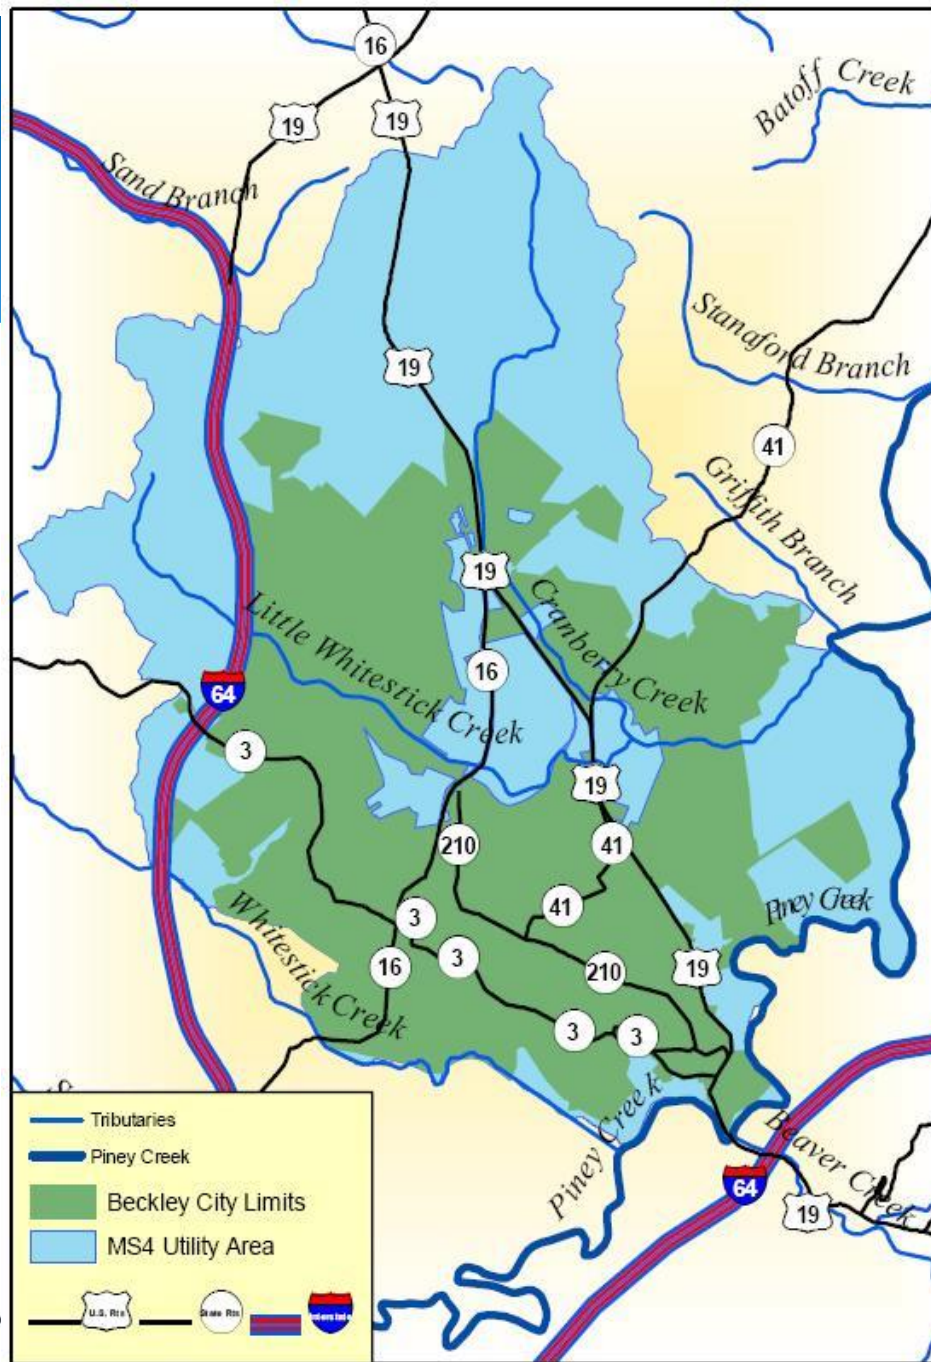 16
Batoff Creek
19
19
Sand Branch
Stanaford Branch
19
41
Griffith Branch
19
Cranberry Creek
Little Whitestick Creek
16
64
3
19
210
41
Piney Creek
41
3
Whitestick Creek
3
16
210
19
3
3
Piney Creek
Beaver Creek
64
19
Tributaries
Piney Creek
Beckley City Limits
MS4 Utility Area
U.S. Rts
State Rts
Interstate